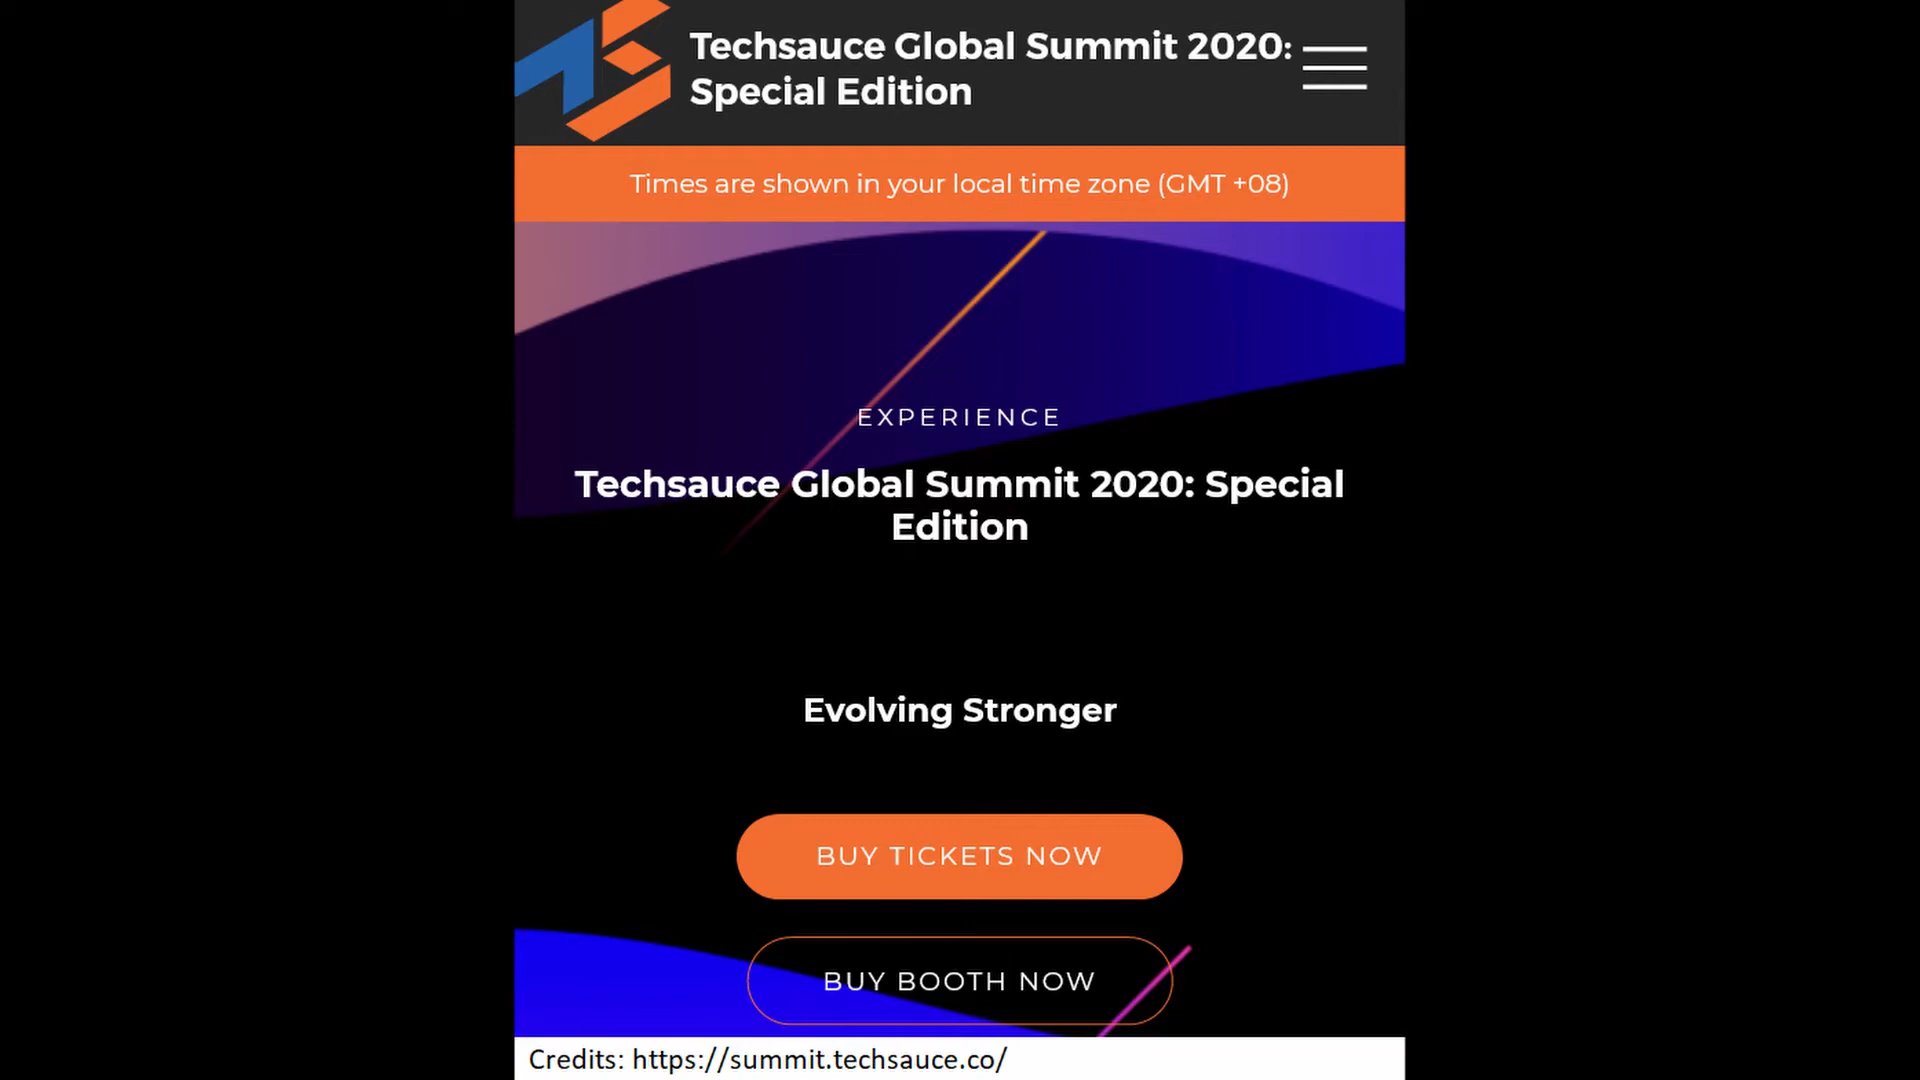 Techsauce Global Summit 2020:
Special Edition
Times are shown in your local time zone (GMT +08)
EXPERIENCE
Techsauce Global Summit 2020: Special
Edition
Evolving Stronger
BUY TICKETS NOW
BUY BOOTH NOW
Credits: https://summit.techsauce.co/